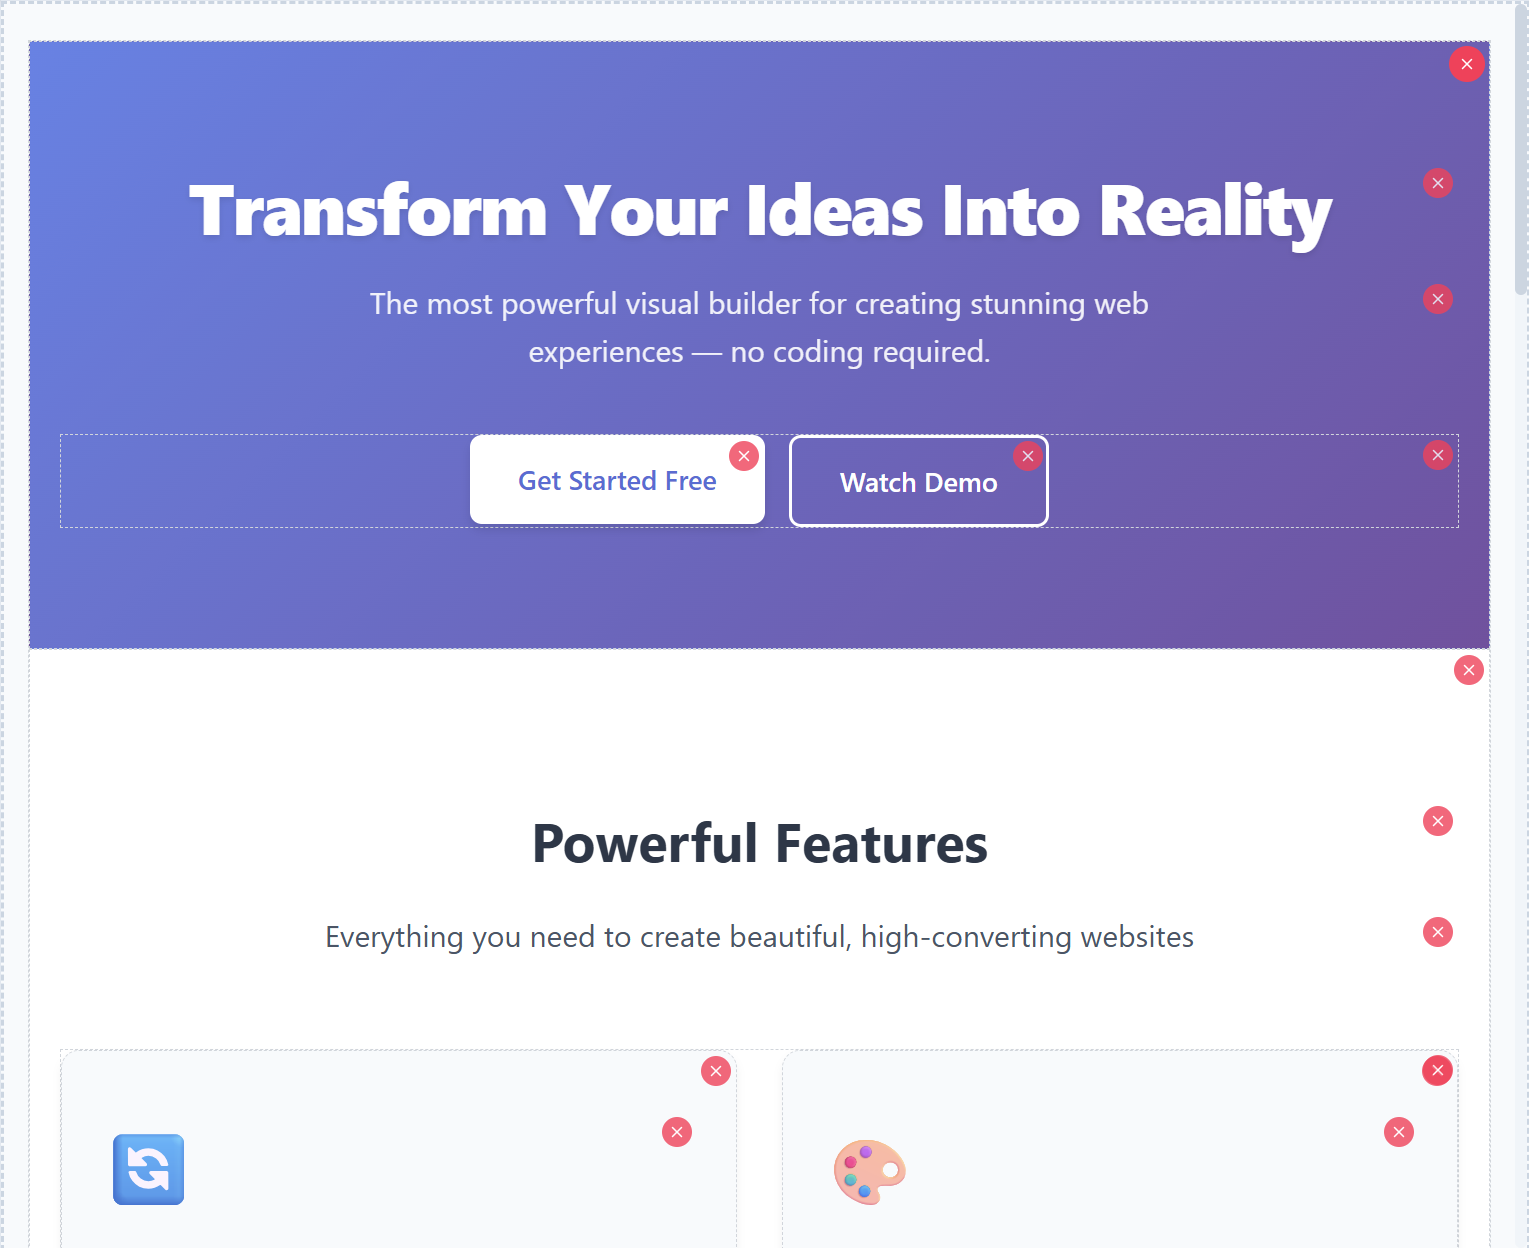 Transform Your Ideas Into Reality
The most powerful visual builder for creating stunning web
experiences — no coding required.
Get Started Free
Watch Demo
Powerful Features
Everything you need to create beautiful, high-converting websites